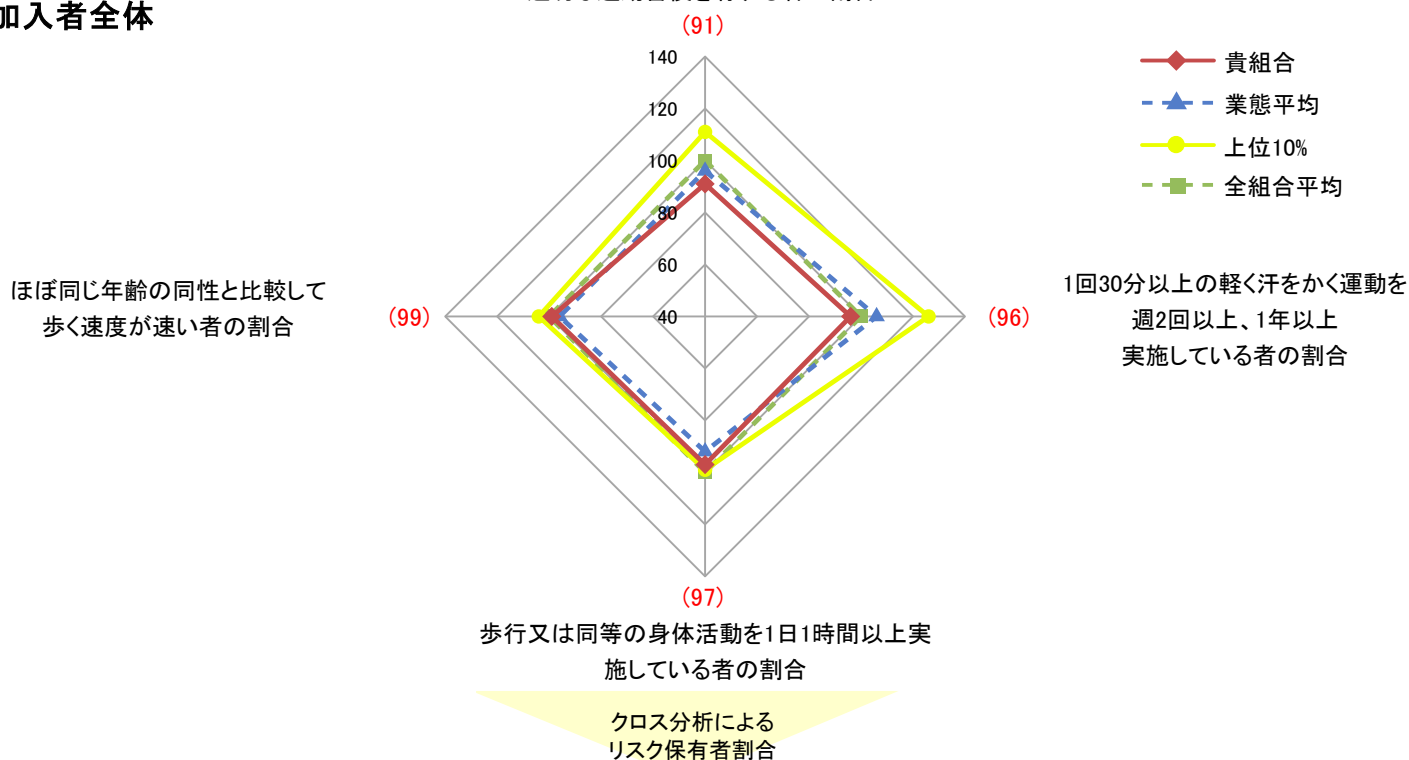 加入者全体
(91)
140
120
100
80
60
40
貴組合
業態平均
上位10%
全組合平均
ほぼ同じ年齢の同性と比較して
歩く速度が速い者の割合
(99)
(96)
1回30分以上の軽く汗をかく運動を
週2回以上、1年以上
実施している者の割合
(97)
歩行又は同等の身体活動を1日1時間以上実
施している者の割合
クロス分析による
リスク保有者割合